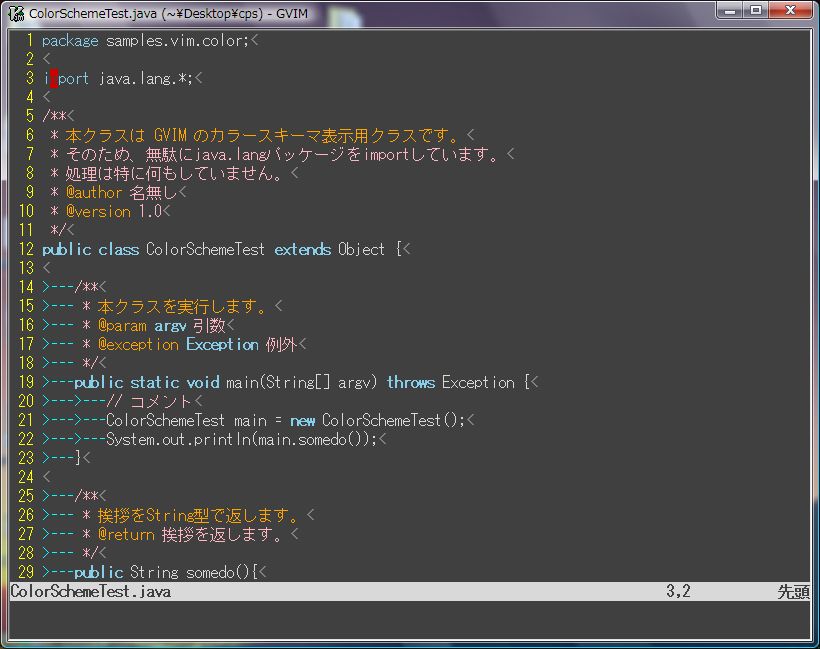 ColorSchemeTest.java (~¥Desktop¥cps) - GVIM
1 package samples.vim.color;<
2 <
3 import java.lang.*;<
4 <
5 /**<
6  * 本クラスは GVIM のカラースキーマ表示用クラスです。<
7  * そのため、無駄にjava.langパッケージをimportしています。<
8  * 処理は特に何もしていません。<
9  * @author 名無し<
10  * @version 1.0<
11  */<
12 public class ColorSchemeTest extends Object {<
13 <
14 >---/**<
15 >--- * 本クラスを実行します。<
16 >--- * @param argv 引数<
17 >--- * @exception Exception 例外<
18 >--- */<
19 >---public static void main(String[] argv) throws Exception {<
20 >--->---// コメント<
21 >--->---ColorSchemeTest main = new ColorSchemeTest();<
22 >--->---System.out.println(main.somedo());<
23 >---}<
24 <
25 >---/**<
26 >--- * 挨拶をString型で返します。<
27 >--- * @return 挨拶を返します。<
28 >--- */<
29 >---public String somedo(){<
ColorSchemeTest.java 3,2 先頭